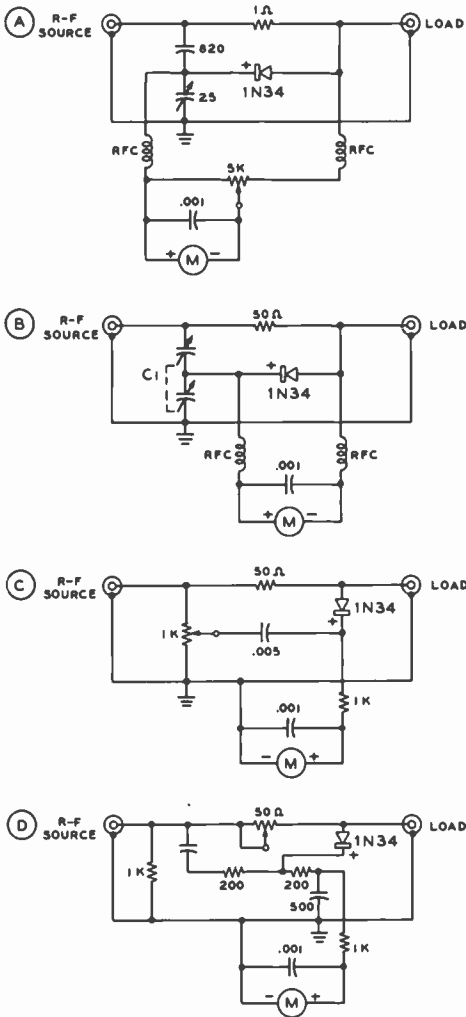 A R-F SOURCE 1Ω LOAD
820
+ 1N34
25
RFC RFC
5K
.001
+ M -
B R-F SOURCE 50Ω LOAD
C1
+ 1N34
RFC RFC
.001
+ M -
C R-F SOURCE 50Ω LOAD
1N34
+
1K
.005
1K
.001
- M +
D R-F SOURCE 50Ω LOAD
1N34
+
1K
200 200
500
1K
.001
- M +